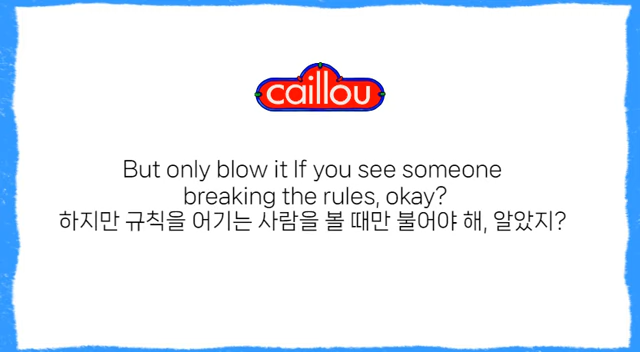 caillou
But only blow it If you see someone
breaking the rules, okay?
하지만 규칙을 어기는 사람을 볼 때만 불어야 해, 알았지?